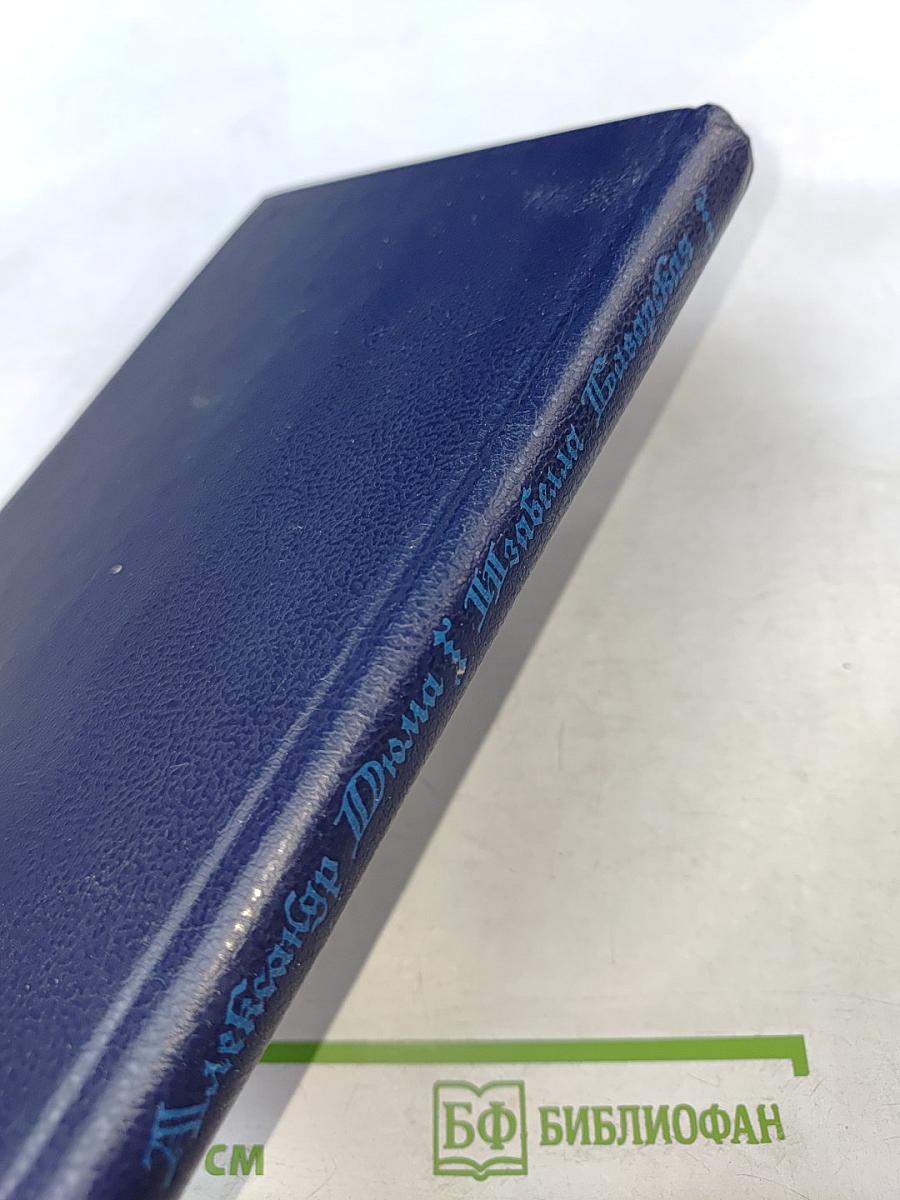 Александр Дюма Изабелла Баварская
см
БФ БИБЛИОФАН